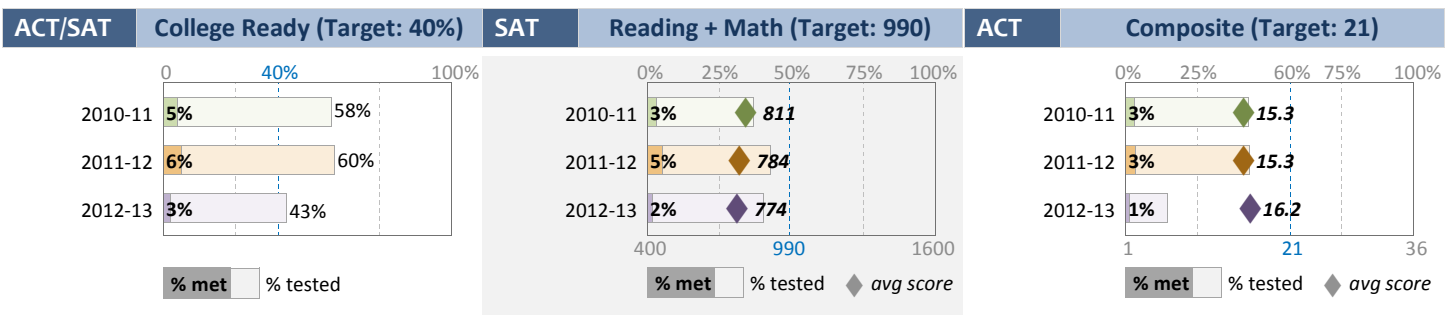 ACT/SAT College Ready (Target: 40%)
0 40% 100%
2010-11 5% 58%
2011-12 6% 60%
2012-13 3% 43%
% met % tested
SAT Reading + Math (Target: 990)
0% 25% 50% 75% 100%
2010-11 3% 811
2011-12 5% 784
2012-13 2% 774
400 990 1600
% met % tested avg score
ACT Composite (Target: 21)
0% 25% 60% 75% 100%
2010-11 3% 15.3
2011-12 3% 15.3
2012-13 1% 16.2
1 21 36
% met % tested avg score